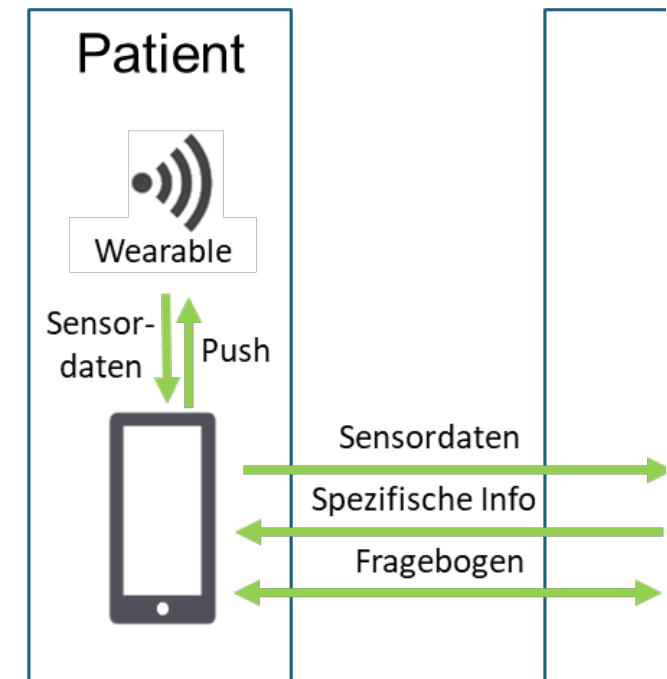 Patient
Wearable
Sensor-
daten
Push
Sensordaten
Spezifische Info
Fragebogen